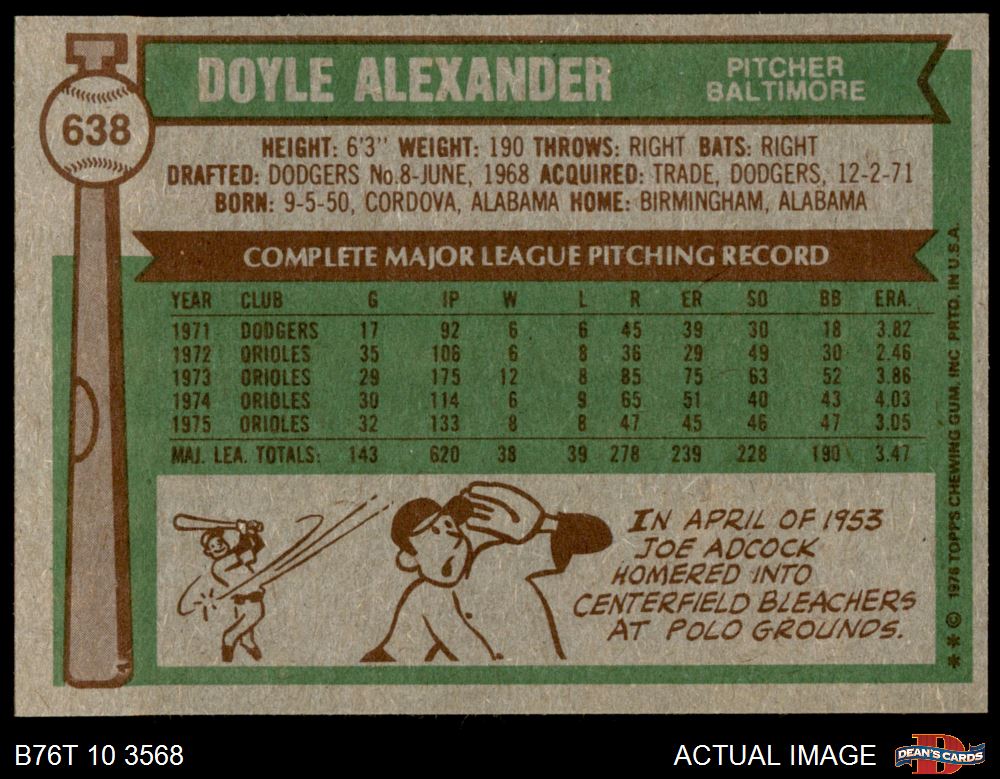 DOYLE ALEXANDER
PITCHER
BALTIMORE
638
HEIGHT: 6'3" WEIGHT: 190 THROWS: RIGHT BATS: RIGHT
DRAFTED: DODGERS No.8-JUNE, 1968 ACQUIRED: TRADE, DODGERS, 12-2-71
BORN: 9-5-50, CORDOVA, ALABAMA HOME: BIRMINGHAM, ALABAMA
COMPLETE MAJOR LEAGUE PITCHING RECORD
YEAR CLUB G IP W L R ER SO BB ERA.
1971 DODGERS 17 92 6 6 45 39 30 18 3.82
1972 ORIOLES 35 106 6 8 36 29 49 30 2.46
1973 ORIOLES 29 175 12 8 85 75 63 52 3.86
1974 ORIOLES 30 114 6 9 65 51 40 43 4.03
1975 ORIOLES 32 133 8 8 47 45 46 47 3.05
MAJ. LEA. TOTALS: 143 620 38 39 278 239 228 190 3.47
IN APRIL OF 1953
JOE ADCOCK
HOMERED INTO
CENTERFIELD BLEACHERS
AT POLO GROUNDS.
** © 1976 TOPPS CHEWING GUM, INC. PRTD. IN U.S.A.
B76T 10 3568
ACTUAL IMAGE
DEAN'S CARDS